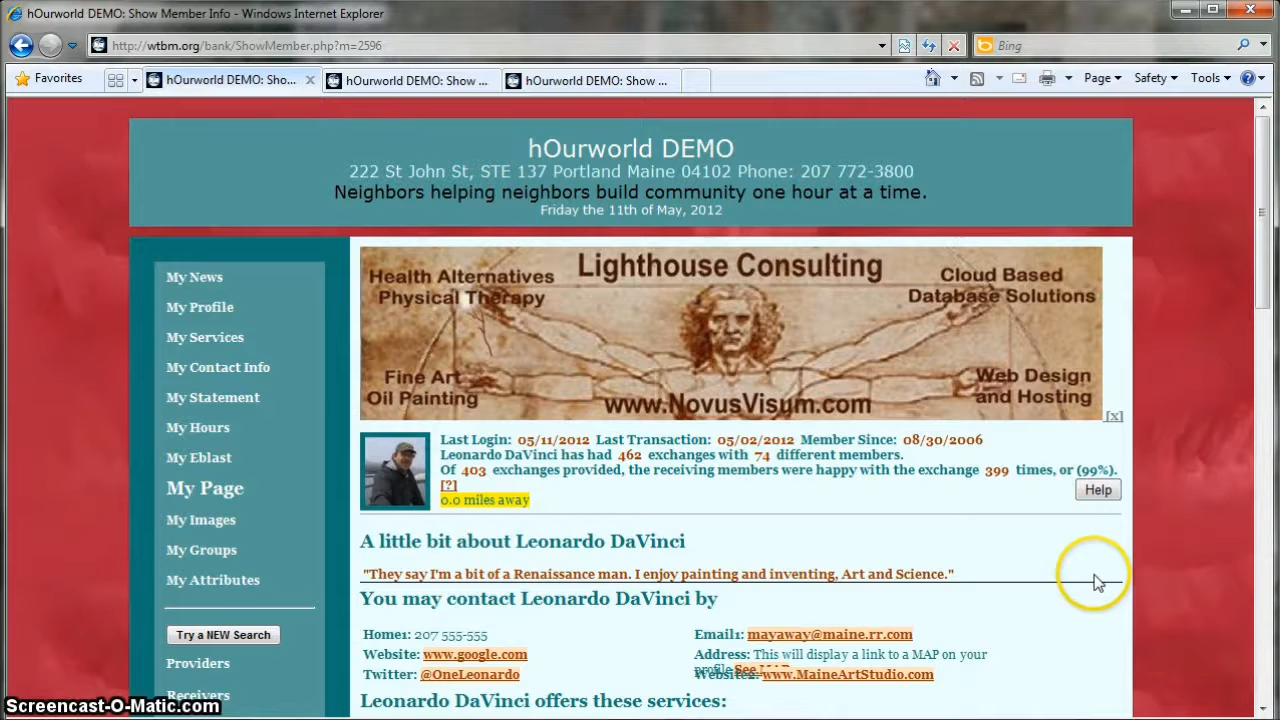 hOurworld DEMO: Show Member Info - Windows Internet Explorer
http://wtbm.org/bank/ShowMember.php?m=2596
Bing
Favorites
hOurworld DEMO: Sho...
hOurworld DEMO: Show ...
hOurworld DEMO: Show ...
Page
Safety
Tools
hOurworld DEMO
222 St John St, STE 137 Portland Maine 04102 Phone: 207 772-3800
Neighbors helping neighbors build community one hour at a time.
Friday the 11th of May, 2012
My News
My Profile
My Services
My Contact Info
My Statement
My Hours
My Eblast
My Page
My Images
My Groups
My Attributes
Try a NEW Search
Providers
Receivers
Lighthouse Consulting
Health Alternatives
Physical Therapy
Cloud Based
Database Solutions
Fine Art
Oil Painting
Web Design
and Hosting
www.NovusVisum.com
[x]
Last Login: 05/11/2012 Last Transaction: 05/02/2012 Member Since: 08/30/2006
Leonardo DaVinci has had 462 exchanges with 74 different members.
Of 403 exchanges provided, the receiving members were happy with the exchange 399 times, or (99%).
[?]
0.0 miles away
Help
A little bit about Leonardo DaVinci
"They say I'm a bit of a Renaissance man. I enjoy painting and inventing, Art and Science."
You may contact Leonardo DaVinci by
Home1: 207 555-555
Email1: mayaway@maine.rr.com
Website: www.google.com
Address: This will display a link to a MAP on your
profile See MAP
Twitter: @OneLeonardo
Website2: www.MaineArtStudio.com
Leonardo DaVinci offers these services:
Screencast-O-Matic.com